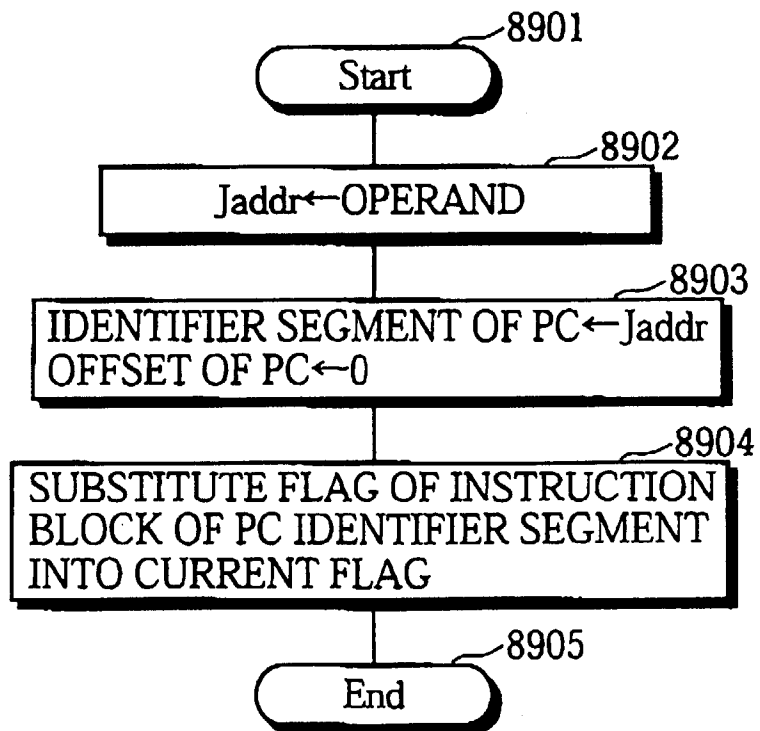 8901
Start
8902
Jaddr←OPERAND
8903
IDENTIFIER SEGMENT OF PC←Jaddr
OFFSET OF PC←0
8904
SUBSTITUTE FLAG OF INSTRUCTION
BLOCK OF PC IDENTIFIER SEGMENT
INTO CURRENT FLAG
8905
End